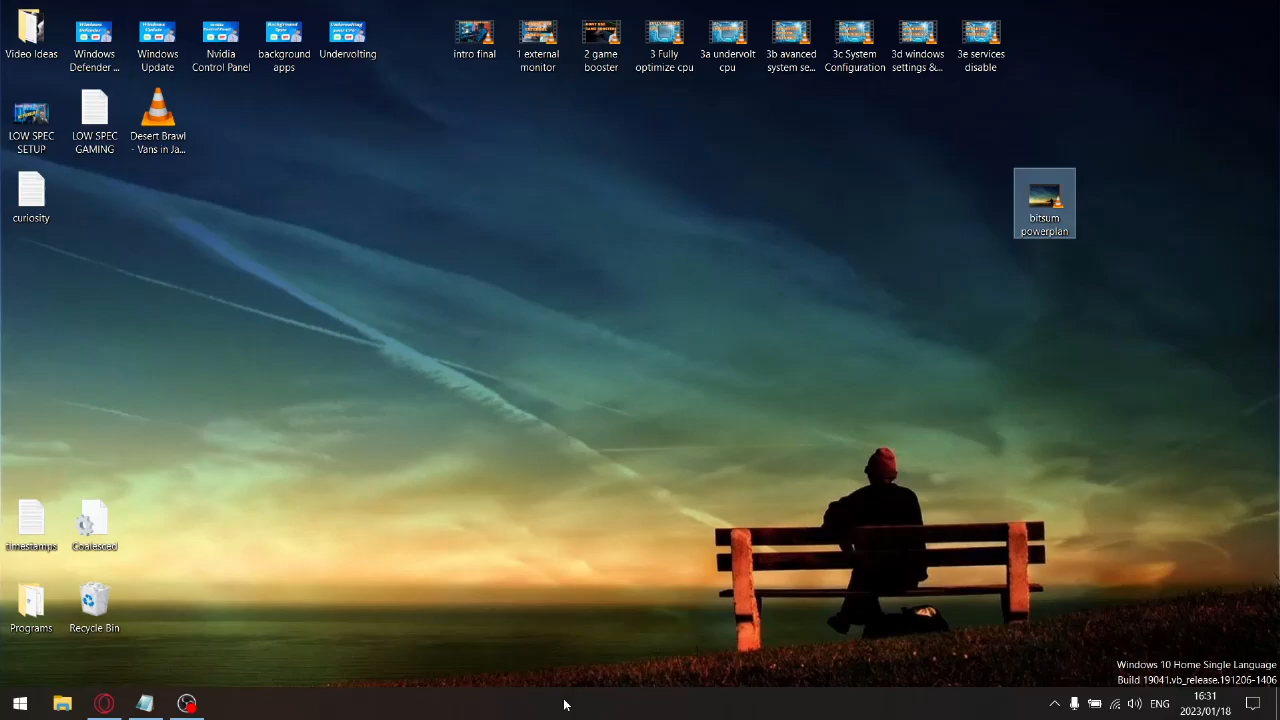 Video Ideas
Windows
Defender ...
Windows
Update
Nvidia
Control Panel
background
apps
Undervolting
intro final
1 external
monitor
2 game
booster
3 Fully
optimize cpu
3a undervolt
cpu
3b avanced
system se...
3c System
Configuration
3d windows
settings &...
3e services
disable
LOW SPEC
SETUP
LOW SPEC
GAMING
Desert Brawl
- Vans in Ja...
curiosity
bitsum
powerplan
timestamps
Coalesced
Programs
Recycle Bin
Windows 10 Home Single Language
Build 19041.vb_release.191206-1406
ENG
16:31
2023/01/18